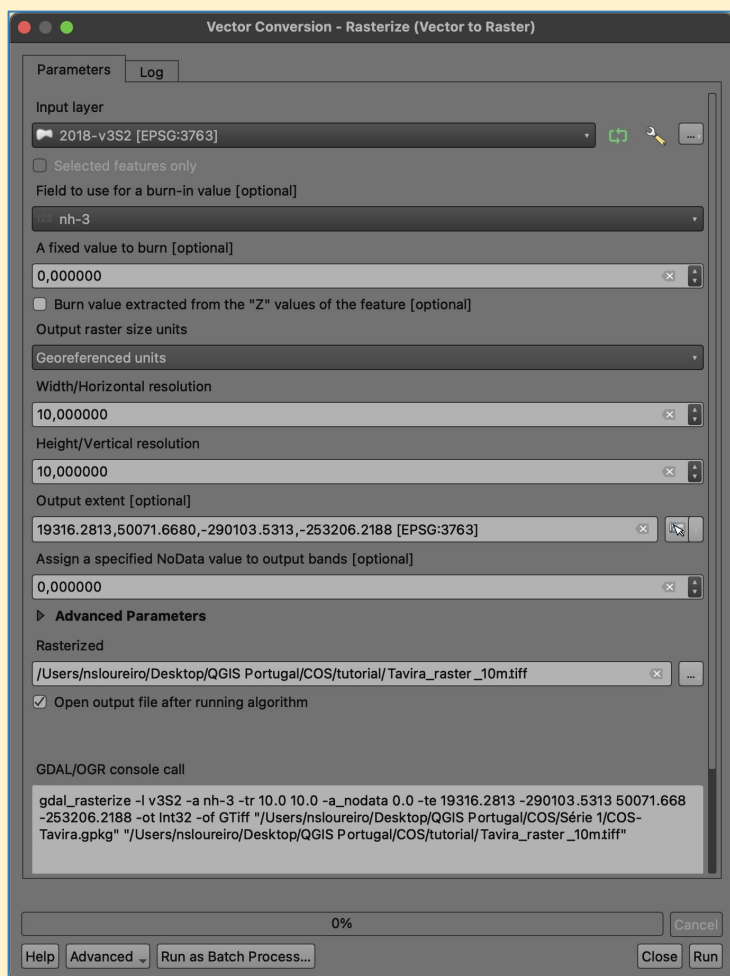 Vector Conversion - Rasterize (Vector to Raster)
Parameters
Log
Input layer
2018-v3S2 [EPSG:3763]
...
Selected features only
Field to use for a burn-in value [optional]
123 nh-3
A fixed value to burn [optional]
0,000000
Burn value extracted from the "Z" values of the feature [optional]
Output raster size units
Georeferenced units
Width/Horizontal resolution
10,000000
Height/Vertical resolution
10,000000
Output extent [optional]
19316.2813,50071.6680,-290103.5313,-253206.2188 [EPSG:3763]
Assign a specified NoData value to output bands [optional]
0,000000
Advanced Parameters
Rasterized
/Users/nsloureiro/Desktop/QGIS Portugal/COS/tutorial/Tavira_raster_10m.tiff
...
Open output file after running algorithm
GDAL/OGR console call
gdal_rasterize -l v3S2 -a nh-3 -tr 10.0 10.0 -a_nodata 0.0 -te 19316.2813 -290103.5313 50071.668
-253206.2188 -ot Int32 -of GTiff "/Users/nsloureiro/Desktop/QGIS Portugal/COS/Série 1/COS-
Tavira.gpkg" "/Users/nsloureiro/Desktop/QGIS Portugal/COS/tutorial/Tavira_raster_10m.tiff"
0%
Cancel
Help
Advanced
Run as Batch Process...
Close
Run